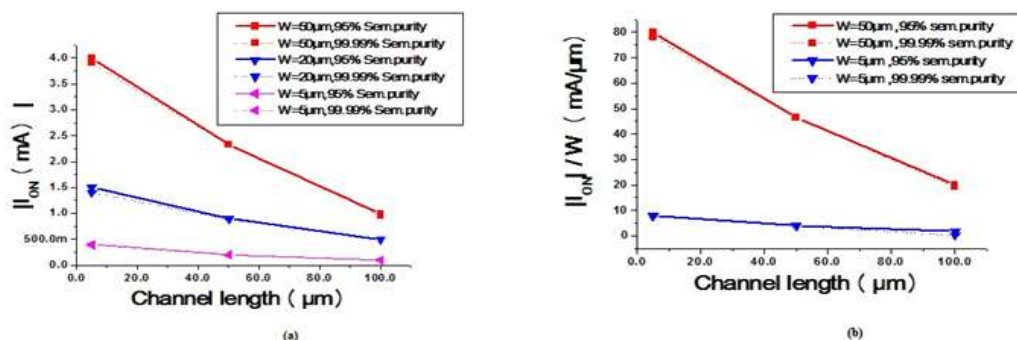 W=50µm,95% Sem.purity
W=50µm,99.99% Sem.purity
W=20µm,95% Sem.purity
W=20µm,99.99% Sem.purity
W=5µm,95% Sem.purity
W=5µm,99.99% Sem.purity
|I_ON (mA) |
4.0
3.5
3.0
2.5
2.0
1.5
1.0
500.0m
0.0
0.0
20.0
40.0
60.0
80.0
100.0
Channel length ( µm)
(a)
W=50µm ,95% sem.purity
W=50µm ,99.99% sem.purity
W=5µm ,95% sem.purity
W=5µm ,99.99% sem.purity
|I_ON| / W ( mA/µm)
80
70
60
50
40
30
20
10
0
0.0
20.0
40.0
60.0
80.0
100.0
Channel length ( µm)
(b)